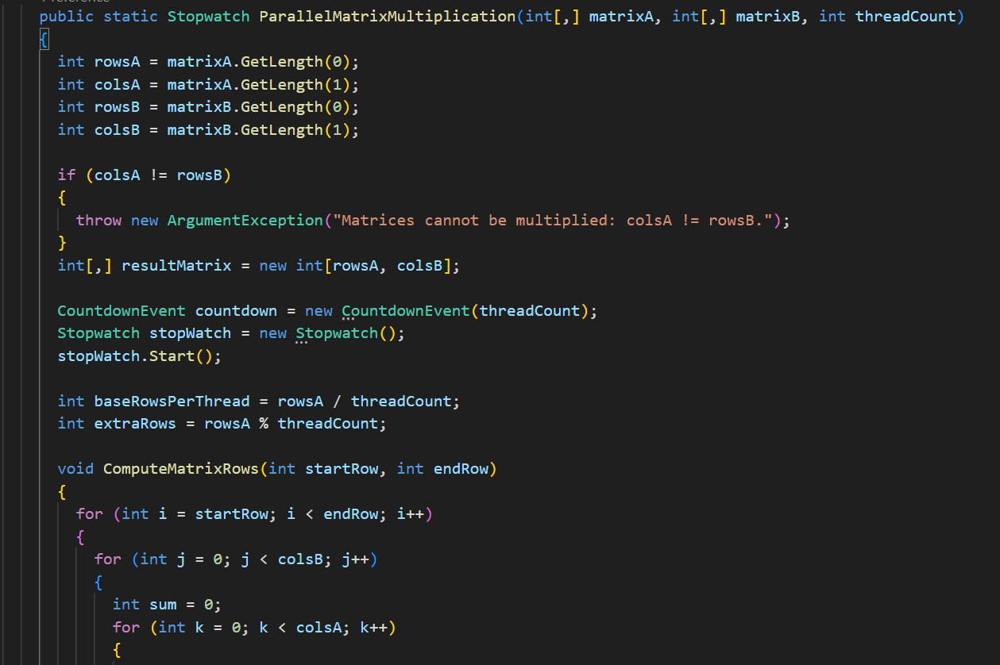 public static Stopwatch ParallelMatrixMultiplication(int[,] matrixA, int[,] matrixB, int threadCount)
{
int rowsA = matrixA.GetLength(0);
int colsA = matrixA.GetLength(1);
int rowsB = matrixB.GetLength(0);
int colsB = matrixB.GetLength(1);
if (colsA != rowsB)
{
throw new ArgumentException("Matrices cannot be multiplied: colsA != rowsB.");
}
int[,] resultMatrix = new int[rowsA, colsB];
CountdownEvent countdown = new CountdownEvent(threadCount);
Stopwatch stopWatch = new Stopwatch();
stopWatch.Start();
int baseRowsPerThread = rowsA / threadCount;
int extraRows = rowsA % threadCount;
void ComputeMatrixRows(int startRow, int endRow)
{
for (int i = startRow; i < endRow; i++)
{
for (int j = 0; j < colsB; j++)
{
int sum = 0;
for (int k = 0; k < colsA; k++)
{